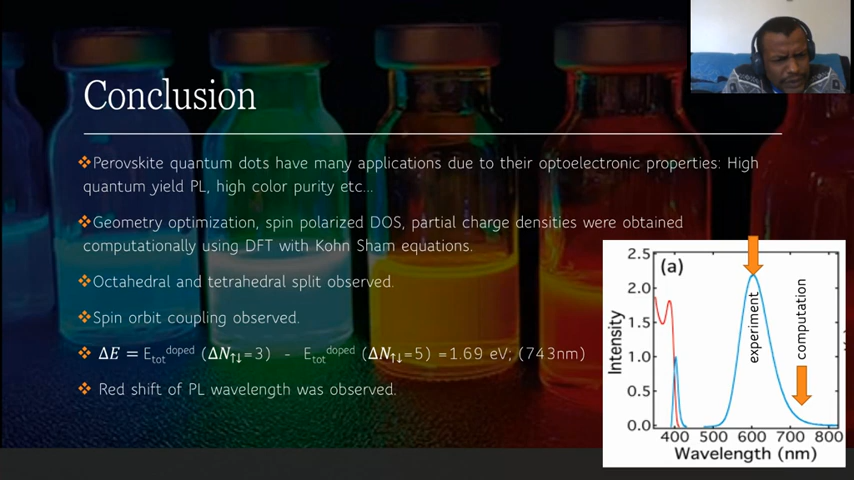 Conclusion
❖Perovskite quantum dots have many applications due to their optoelectronic properties: High
quantum yield PL, high color purity etc...
❖Geometry optimization, spin polarized DOS, partial charge densities were obtained
computationally using DFT with Kohn Sham equations.
❖Octahedral and tetrahedral split observed.
❖Spin orbit coupling observed.
❖ ΔE = E_tot^doped (ΔN↑↓=3) - E_tot^doped (ΔN↑↓=5) =1.69 eV; (743nm)
❖ Red shift of PL wavelength was observed.
(a)
2.5
2.0
1.5
1.0
0.5
0.0
Intensity
experiment
computation
400 500 600 700 800
Wavelength (nm)